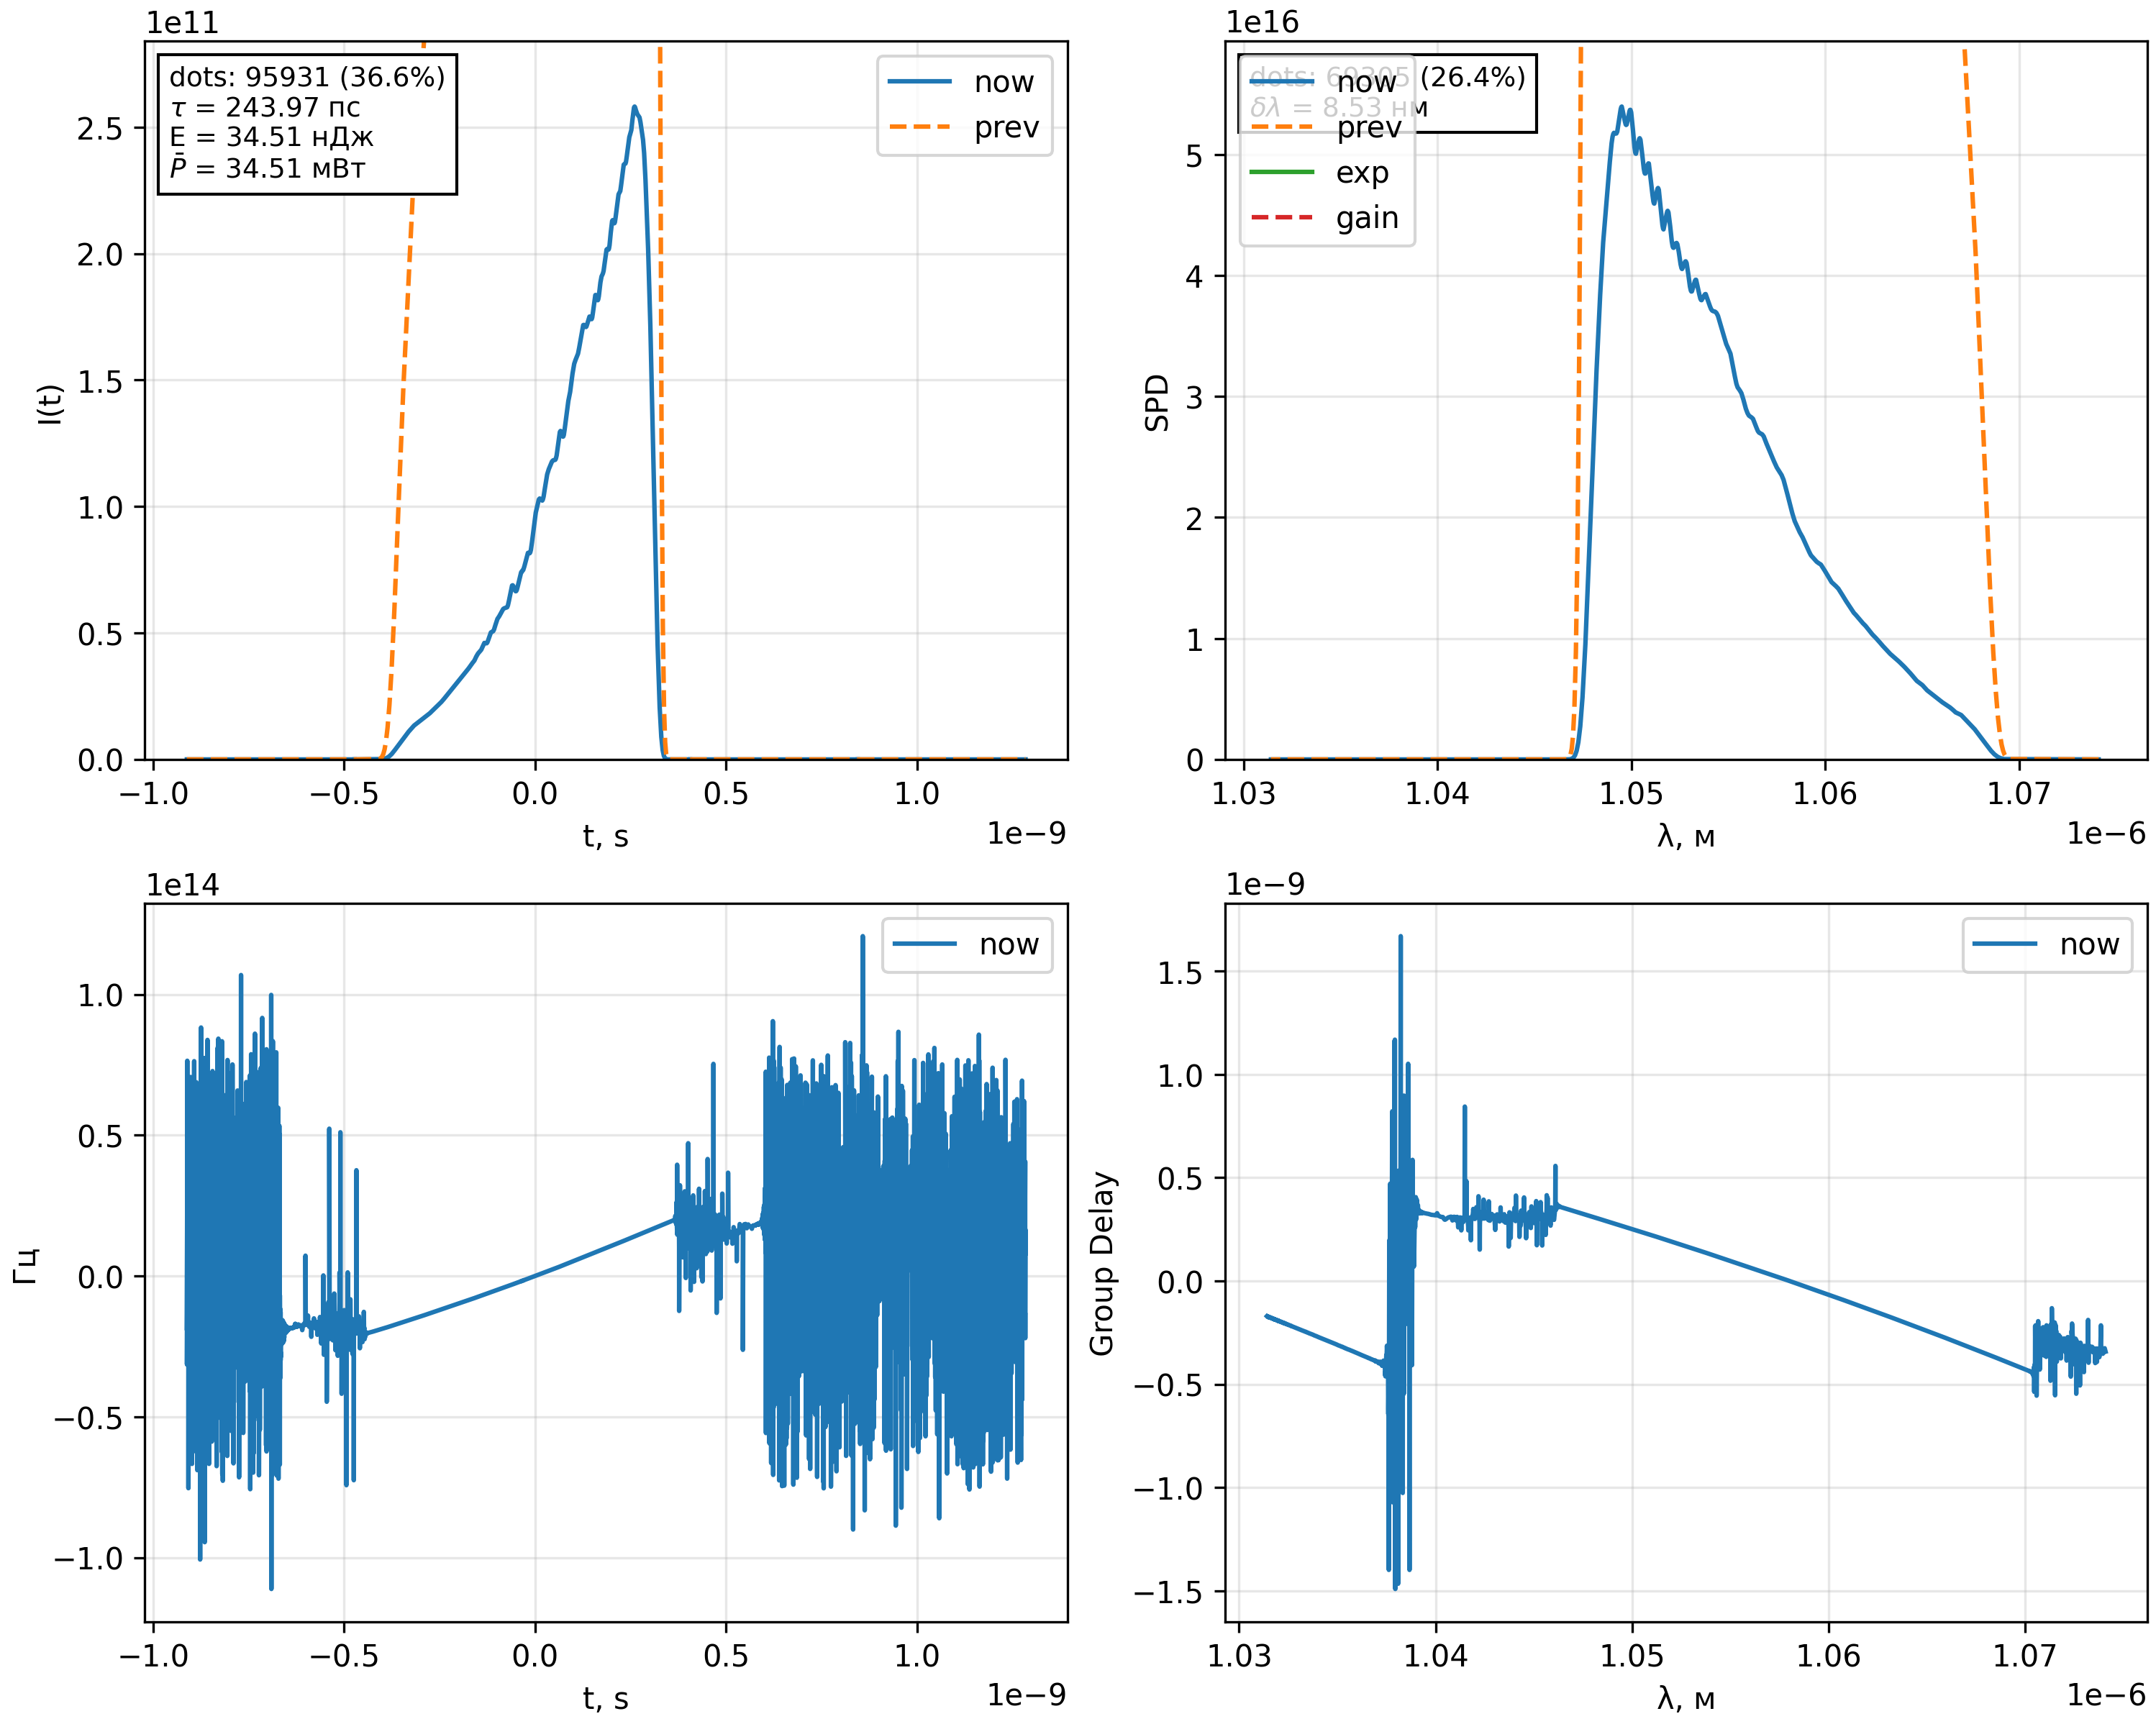 1e11
dots: 95931 (36.6%)
τ = 243.97 пс
E = 34.51 нДж
P̄ = 34.51 мВт
now
prev
2.5
2.0
1.5
1.0
0.5
0.0
I(t)
−1.0 −0.5 0.0 0.5 1.0
t, s
1e−9
1e16
dots: 69305 (26.4%)
δλ = 8.53 нм
now
prev
exp
gain
5
4
3
2
1
0
SPD
1.03 1.04 1.05 1.06 1.07
λ, м
1e−6
1e14
now
1.0
0.5
0.0
−0.5
−1.0
Гц
−1.0 −0.5 0.0 0.5 1.0
t, s
1e−9
1e−9
now
1.5
1.0
0.5
0.0
−0.5
−1.0
−1.5
Group Delay
1.03 1.04 1.05 1.06 1.07
λ, м
1e−6